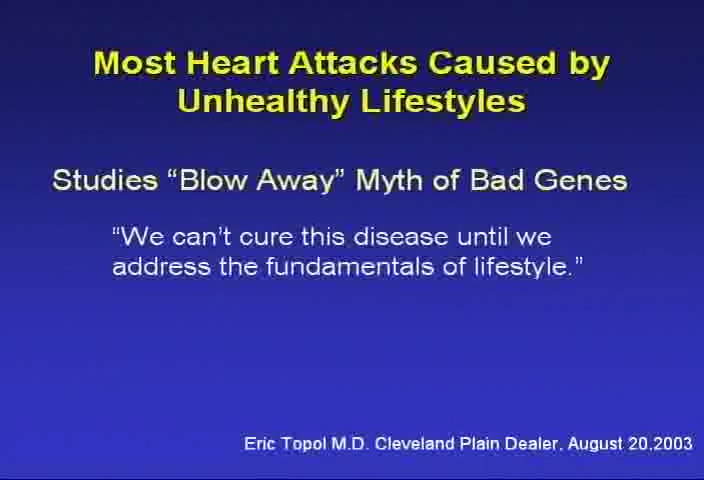 Most Heart Attacks Caused by
Unhealthy Lifestyles
Studies “Blow Away” Myth of Bad Genes
“We can’t cure this disease until we
address the fundamentals of lifestyle.”
Eric Topol M.D. Cleveland Plain Dealer, August 20,2003